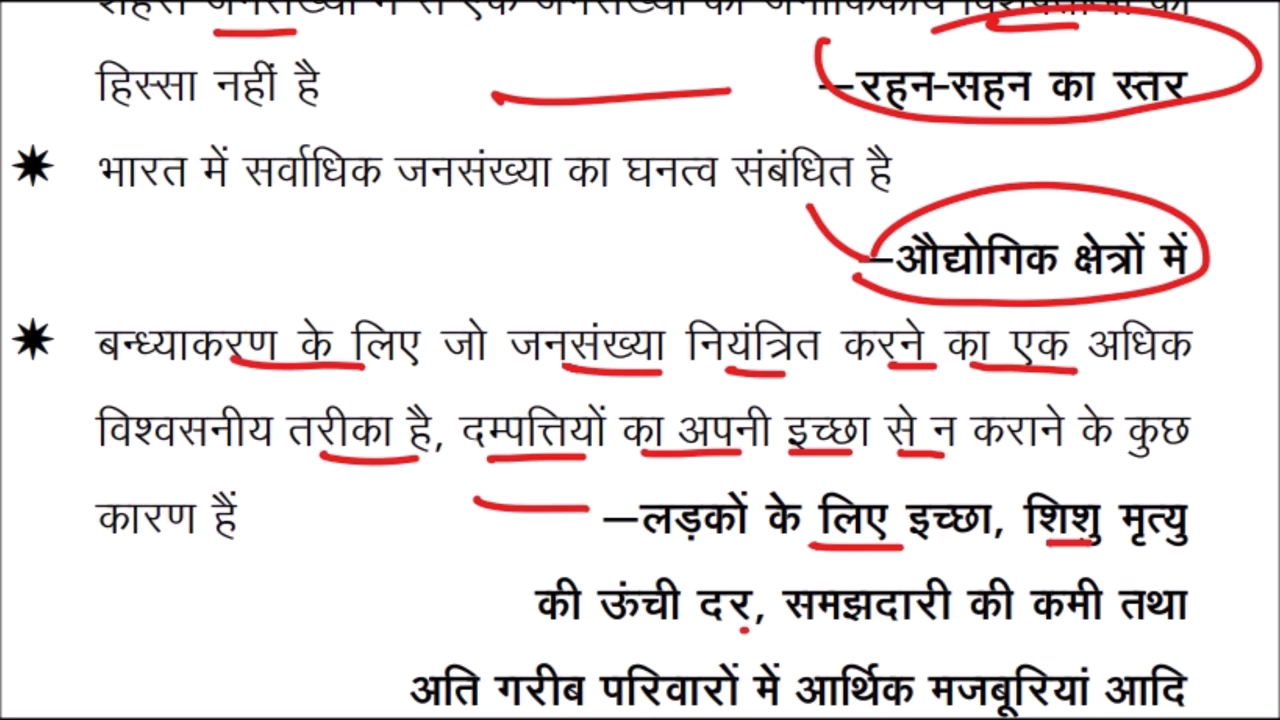 हिस्सा नहीं है —रहन-सहन का स्तर
✷ भारत में सर्वाधिक जनसंख्या का घनत्व संबंधित है
—औद्योगिक क्षेत्रों में
✷ बन्ध्याकरण के लिए जो जनसंख्या नियंत्रित करने का एक अधिक
विश्वसनीय तरीका है, दम्पत्तियों का अपनी इच्छा से न कराने के कुछ
कारण हैं —लड़कों के लिए इच्छा, शिशु मृत्यु
की ऊंची दर, समझदारी की कमी तथा
अति गरीब परिवारों में आर्थिक मजबूरियां आदि